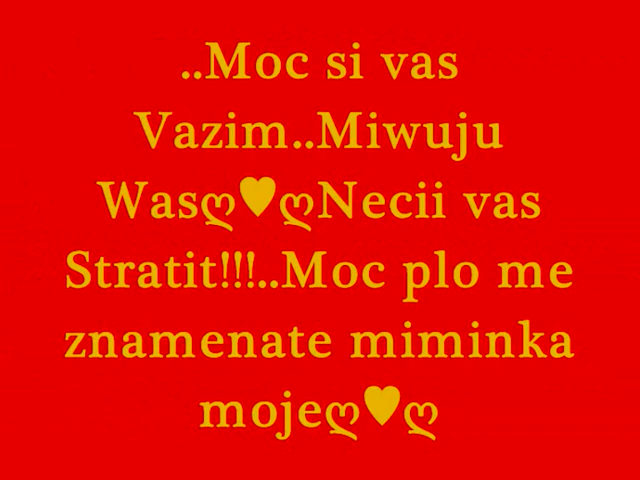 ..Moc si vas
Vazim..Miwuju
Wasღ♥ღNecii vas
Stratit!!!..Moc plo me
znamenate miminka
mojeღ♥ღ